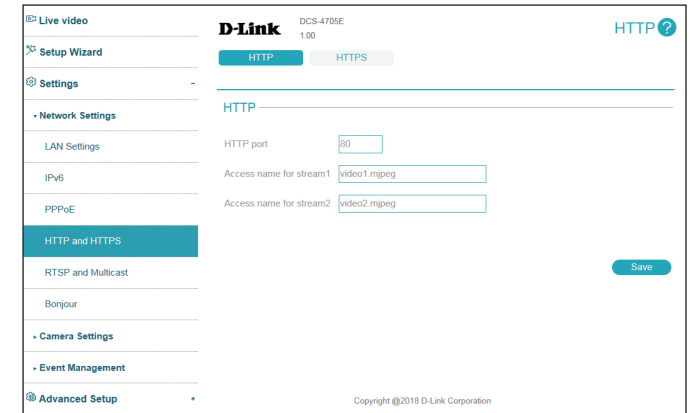 Live video
Setup Wizard
Settings -
Network Settings
LAN Settings
IPv6
PPPoE
HTTP and HTTPS
RTSP and Multicast
Bonjour
Camera Settings
Event Management
Advanced Setup +
D-Link
DCS-4705E
1.00
HTTP ?
HTTP HTTPS
HTTP
HTTP port 80
Access name for stream1 video1.mjpeg
Access name for stream2 video2.mjpeg
Save
Copyright @2018 D-Link Corporation